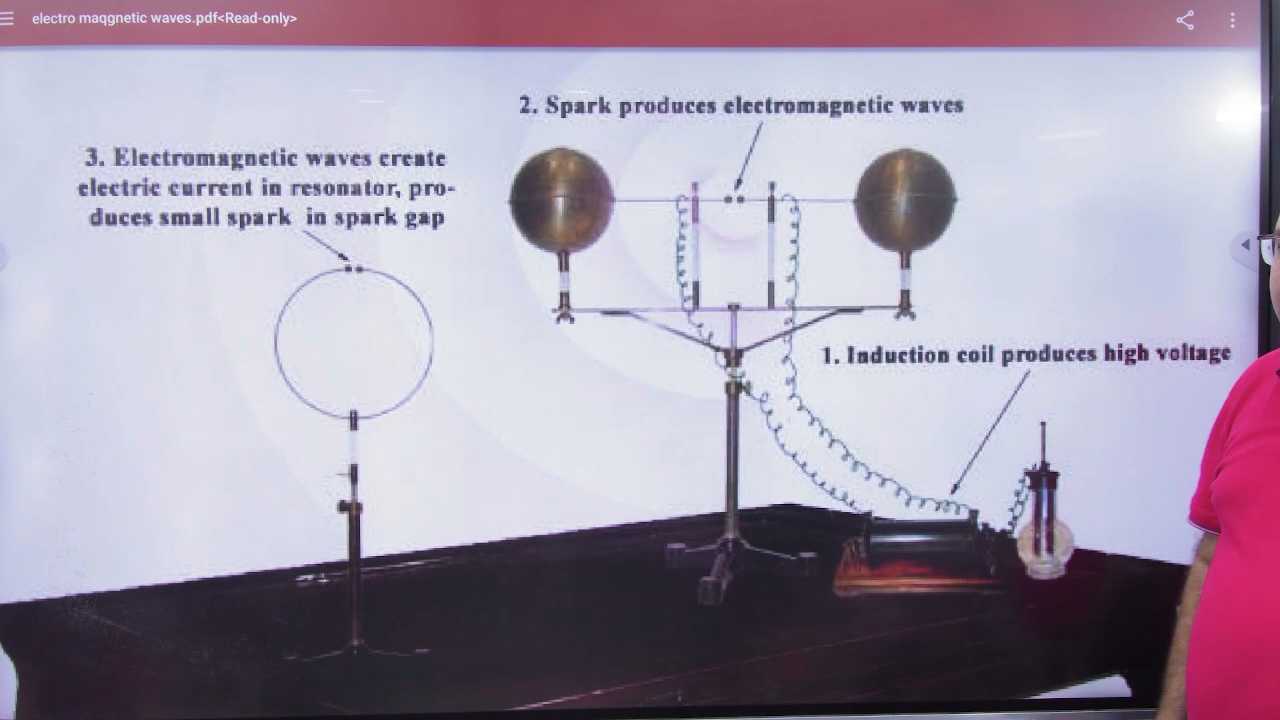 electro maqgnetic waves.pdf<Read-only>
2. Spark produces electromagnetic waves
3. Electromagnetic waves create
electric current in resonator, pro-
duces small spark in spark gap
1. Induction coil produces high voltage